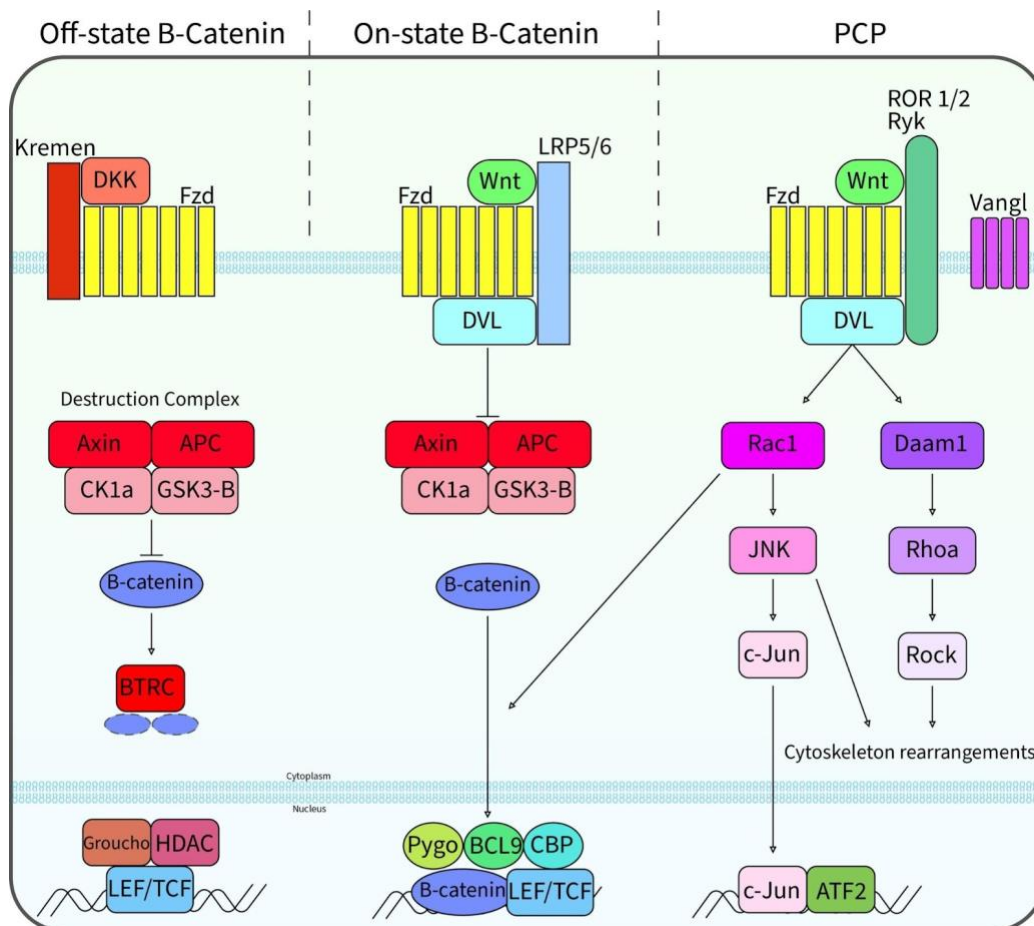 Off-state B-Catenin
On-state B-Catenin
PCP
Kremen
DKK
Fzd
Destruction Complex
Axin
APC
CK1a
GSK3-B
B-catenin
BTRC
Groucho
HDAC
LEF/TCF
LRP5/6
Wnt
Fzd
DVL
Axin
APC
CK1a
GSK3-B
B-catenin
Cytoplasm
Nucleus
Pygo
BCL9
CBP
B-catenin
LEF/TCF
ROR 1/2
Ryk
Wnt
Fzd
Vangl
DVL
Rac1
Daam1
JNK
Rhoa
c-Jun
Rock
Cytoskeleton rearrangements
c-Jun
ATF2